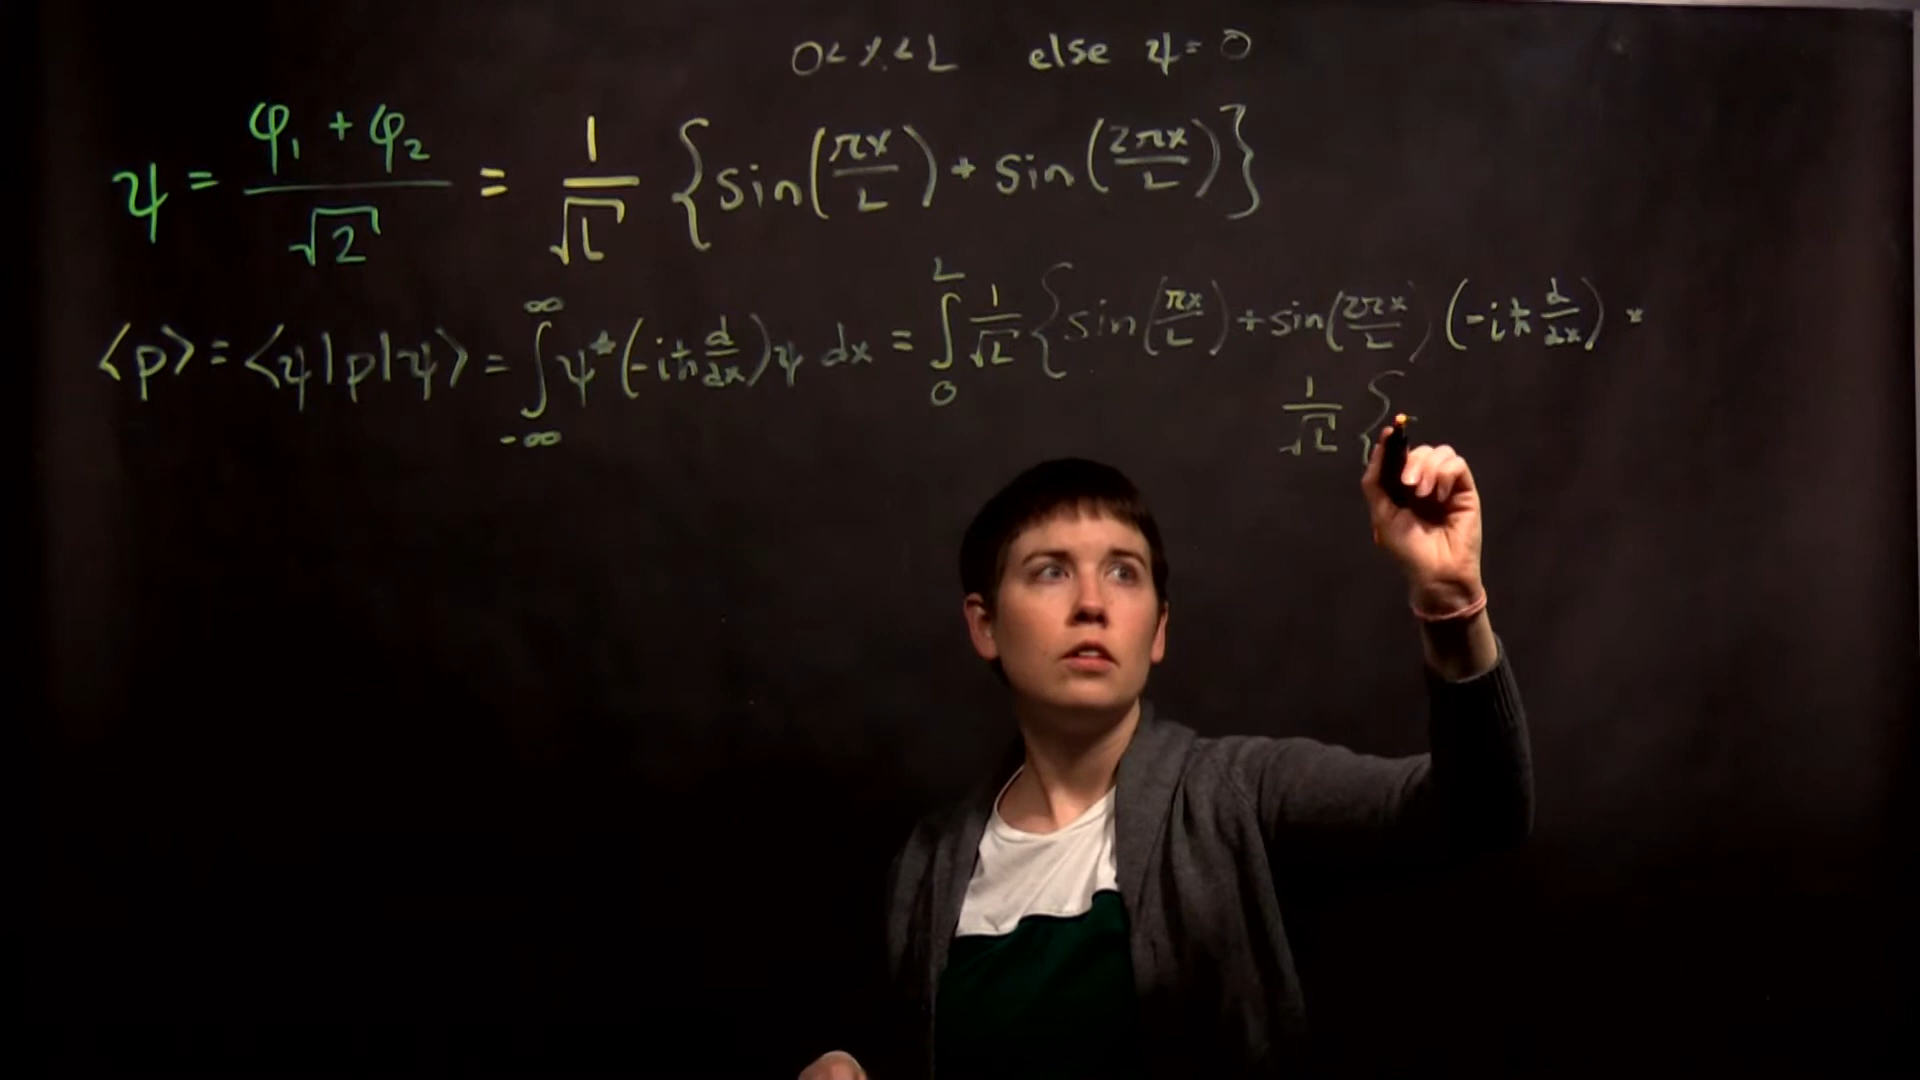 0 < x < L else ψ = 0
ψ = (φ₁ + φ₂)/√2 = 1/√L {sin(πx/L) + sin(2πx/L)}
⟨p⟩ = ⟨ψ|p|ψ⟩ = ∫_{-∞}^{∞} ψ*(-iħ d/dx)ψ dx = ∫_0^L 1/√L {sin(πx/L) + sin(2πx/L) (-iħ d/dx) *
1/√L {